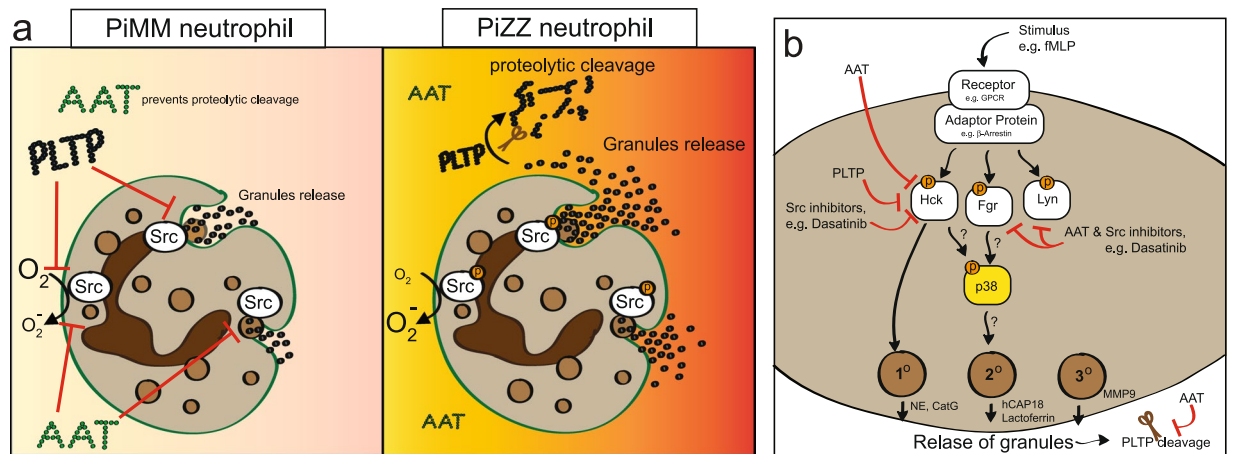 a
PiMM neutrophil
AAT prevents proteolytic cleavage
PLTP
Granules release
Src
O2
Src
O2-
Src
AAT
PiZZ neutrophil
proteolytic cleavage
AAT
PLTP
Granules release
Src p
O2
Src p
O2-
Src p
AAT
b
Stimulus
e.g. fMLP
AAT
Receptor
e.g. GPCR
Adaptor Protein
e.g. β-Arrestin
PLTP
p
Hck
p
Fgr
p
Lyn
Src inhibitors,
e.g. Dasatinib
AAT & Src inhibitors,
e.g. Dasatinib
? ?
p
p38
?
1o
2o
3o
NE, CatG
hCAP18
Lactoferrin
MMP9
AAT
Relase of granules
PLTP cleavage